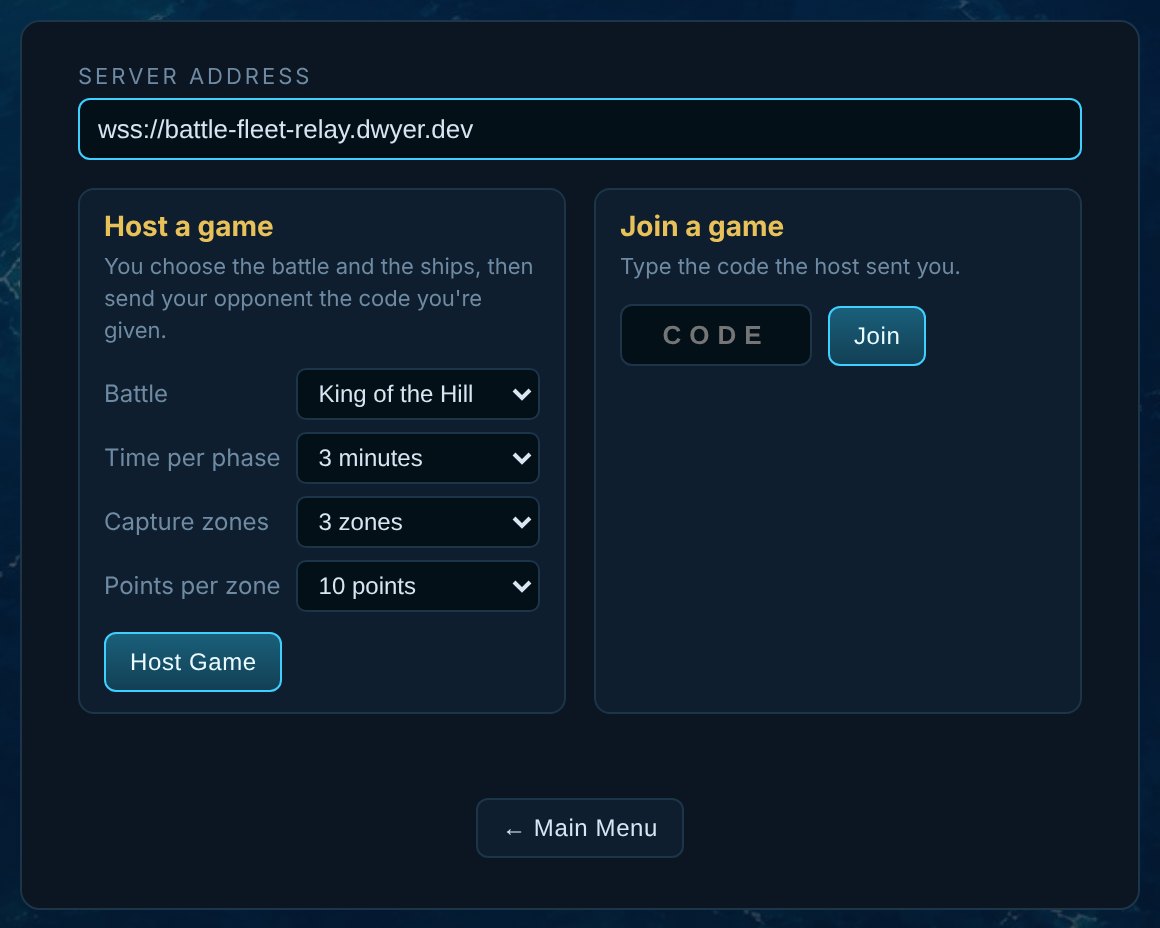 SERVER ADDRESS
wss://battle-fleet-relay.dwyer.dev
Host a game
You choose the battle and the ships, then
send your opponent the code you're
given.
Battle
King of the Hill
Time per phase
3 minutes
Capture zones
3 zones
Points per zone
10 points
Host Game
Join a game
Type the code the host sent you.
CODE
Join
← Main Menu